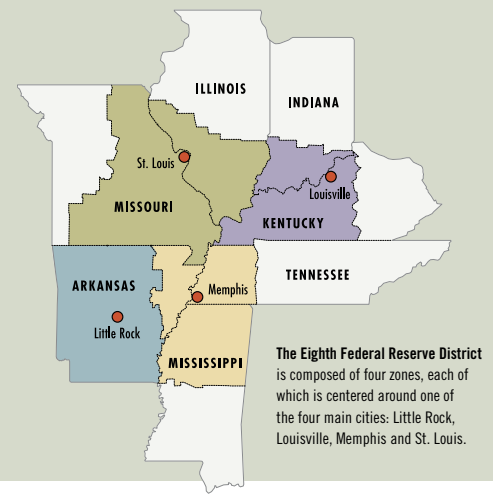 ILLINOIS
INDIANA
St. Louis
Louisville
MISSOURI
KENTUCKY
TENNESSEE
ARKANSAS
Memphis
Little Rock
MISSISSIPPI
The Eighth Federal Reserve District
is composed of four zones, each of
which is centered around one of
the four main cities: Little Rock,
Louisville, Memphis and St. Louis.